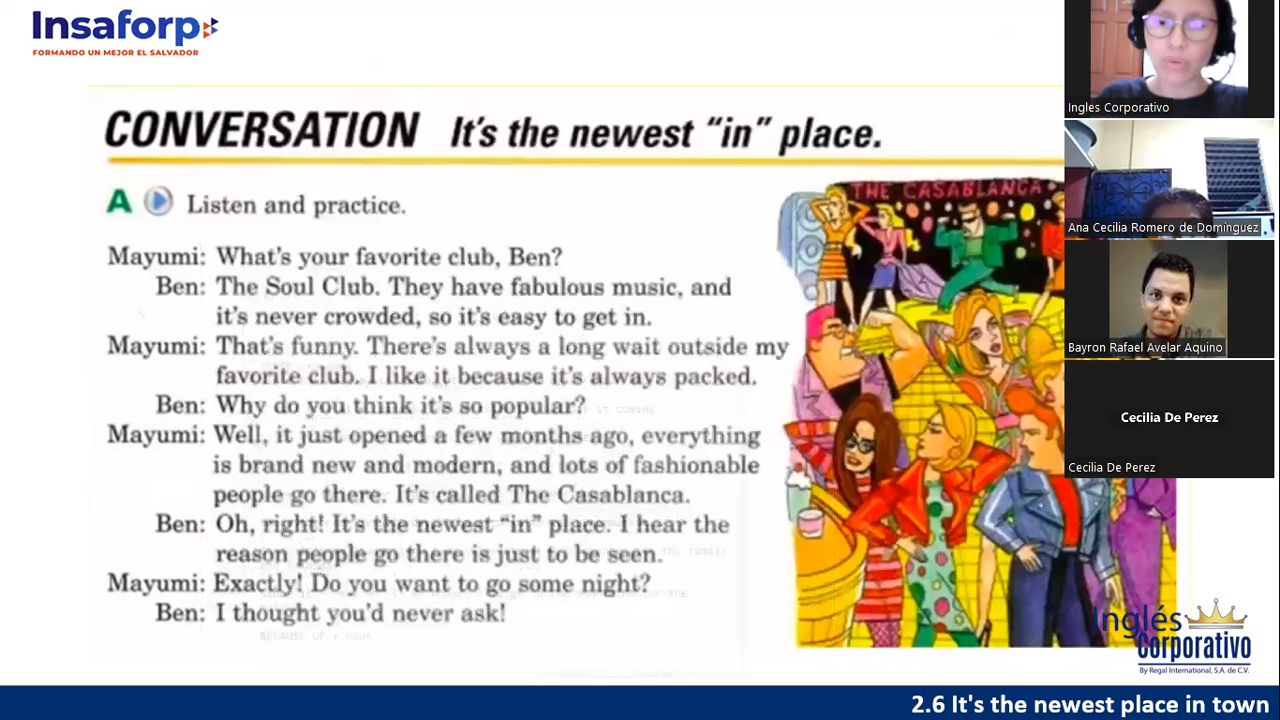 Insaforp
FORMANDO UN MEJOR EL SALVADOR
CONVERSATION It's the newest "in" place.
A Listen and practice.
Mayumi: What's your favorite club, Ben?
Ben: The Soul Club. They have fabulous music, and
it's never crowded, so it's easy to get in.
Mayumi: That's funny. There's always a long wait outside my
favorite club. I like it because it's always packed.
Ben: Why do you think it's so popular?
Mayumi: Well, it just opened a few months ago, everything
is brand new and modern, and lots of fashionable
people go there. It's called The Casablanca.
Ben: Oh, right! It's the newest "in" place. I hear the
reason people go there is just to be seen.
Mayumi: Exactly! Do you want to go some night?
Ben: I thought you'd never ask!
BECAUSE OF + noun
THE CASABLANCA
Ingles Corporativo
Ana Cecilia Romero de Dominguez
Bayron Rafael Avelar Aquino
Cecilia De Perez
Cecilia De Perez
Inglés
corporativo
By Regal International, S.A. de C.V.
2.6 It's the newest place in town